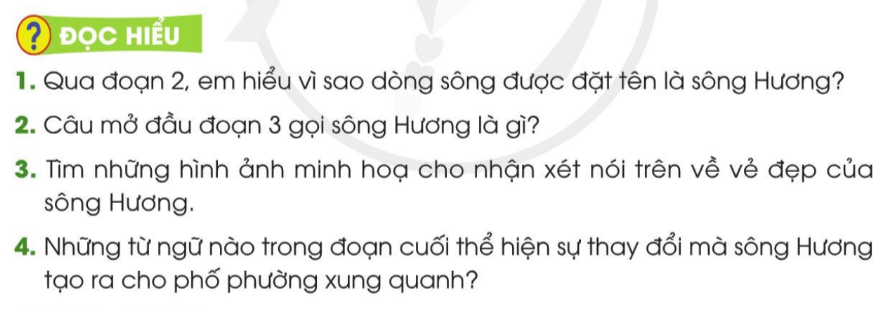 ? ĐỌC HIỂU
1. Qua đoạn 2, em hiểu vì sao dòng sông được đặt tên là sông Hương?
2. Câu mở đầu đoạn 3 gọi sông Hương là gì?
3. Tìm những hình ảnh minh hoạ cho nhận xét nói trên về vẻ đẹp của
sông Hương.
4. Những từ ngữ nào trong đoạn cuối thể hiện sự thay đổi mà sông Hương
tạo ra cho phố phường xung quanh?